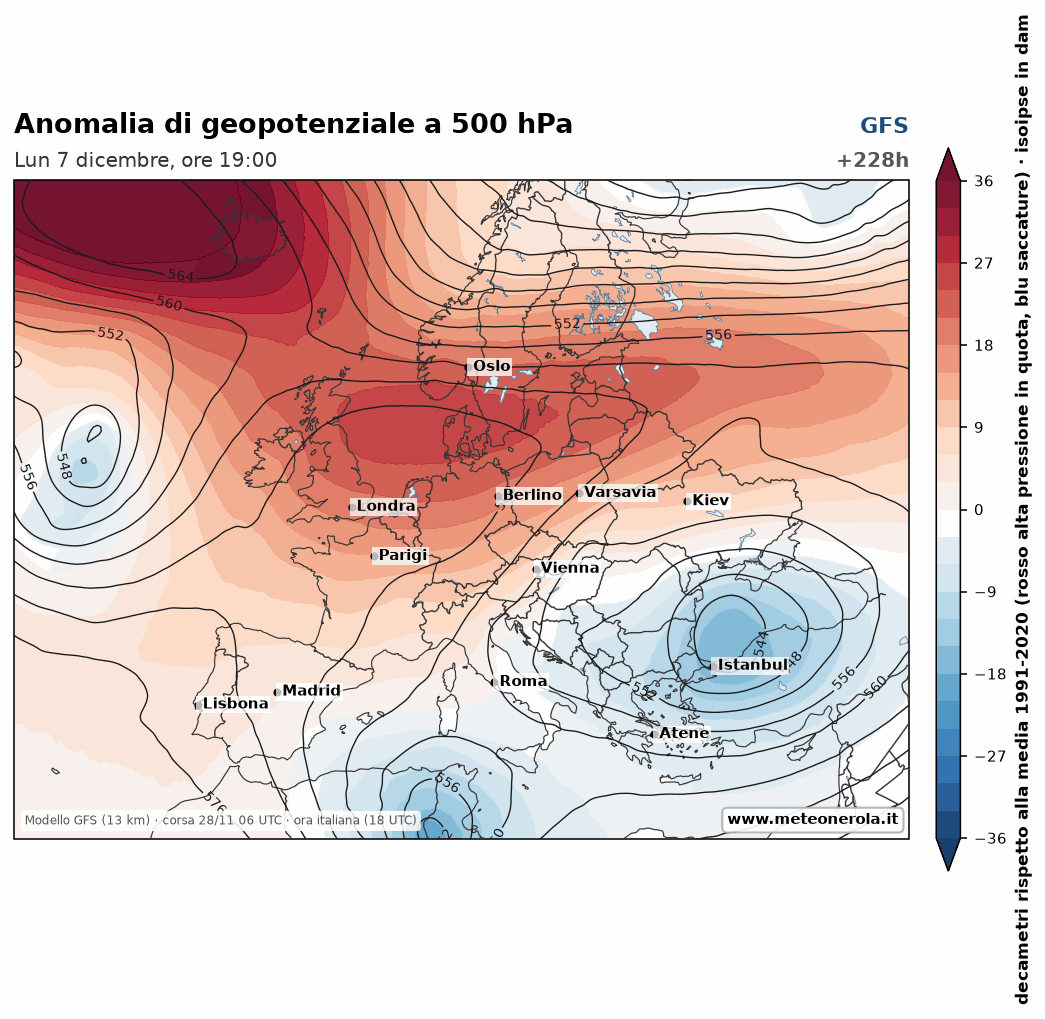 Anomalia di geopotenziale a 500 hPa
GFS
Lun 7 dicembre, ore 19:00
+228h
564
560
552
552
556
Oslo
548
556
Londra
Berlino
Varsavia
Kiev
Parigi
Vienna
544
548
Istanbul
556
560
552
Roma
Madrid
Lisbona
Atene
556
576
Modello GFS (13 km) · corsa 28/11 06 UTC · ora italiana (18 UTC)
www.meteonerola.it
36
27
18
9
0
−9
−18
−27
−36
decametri rispetto alla media 1991-2020 (rosso alta pressione in quota, blu saccature) · isoipse in dam